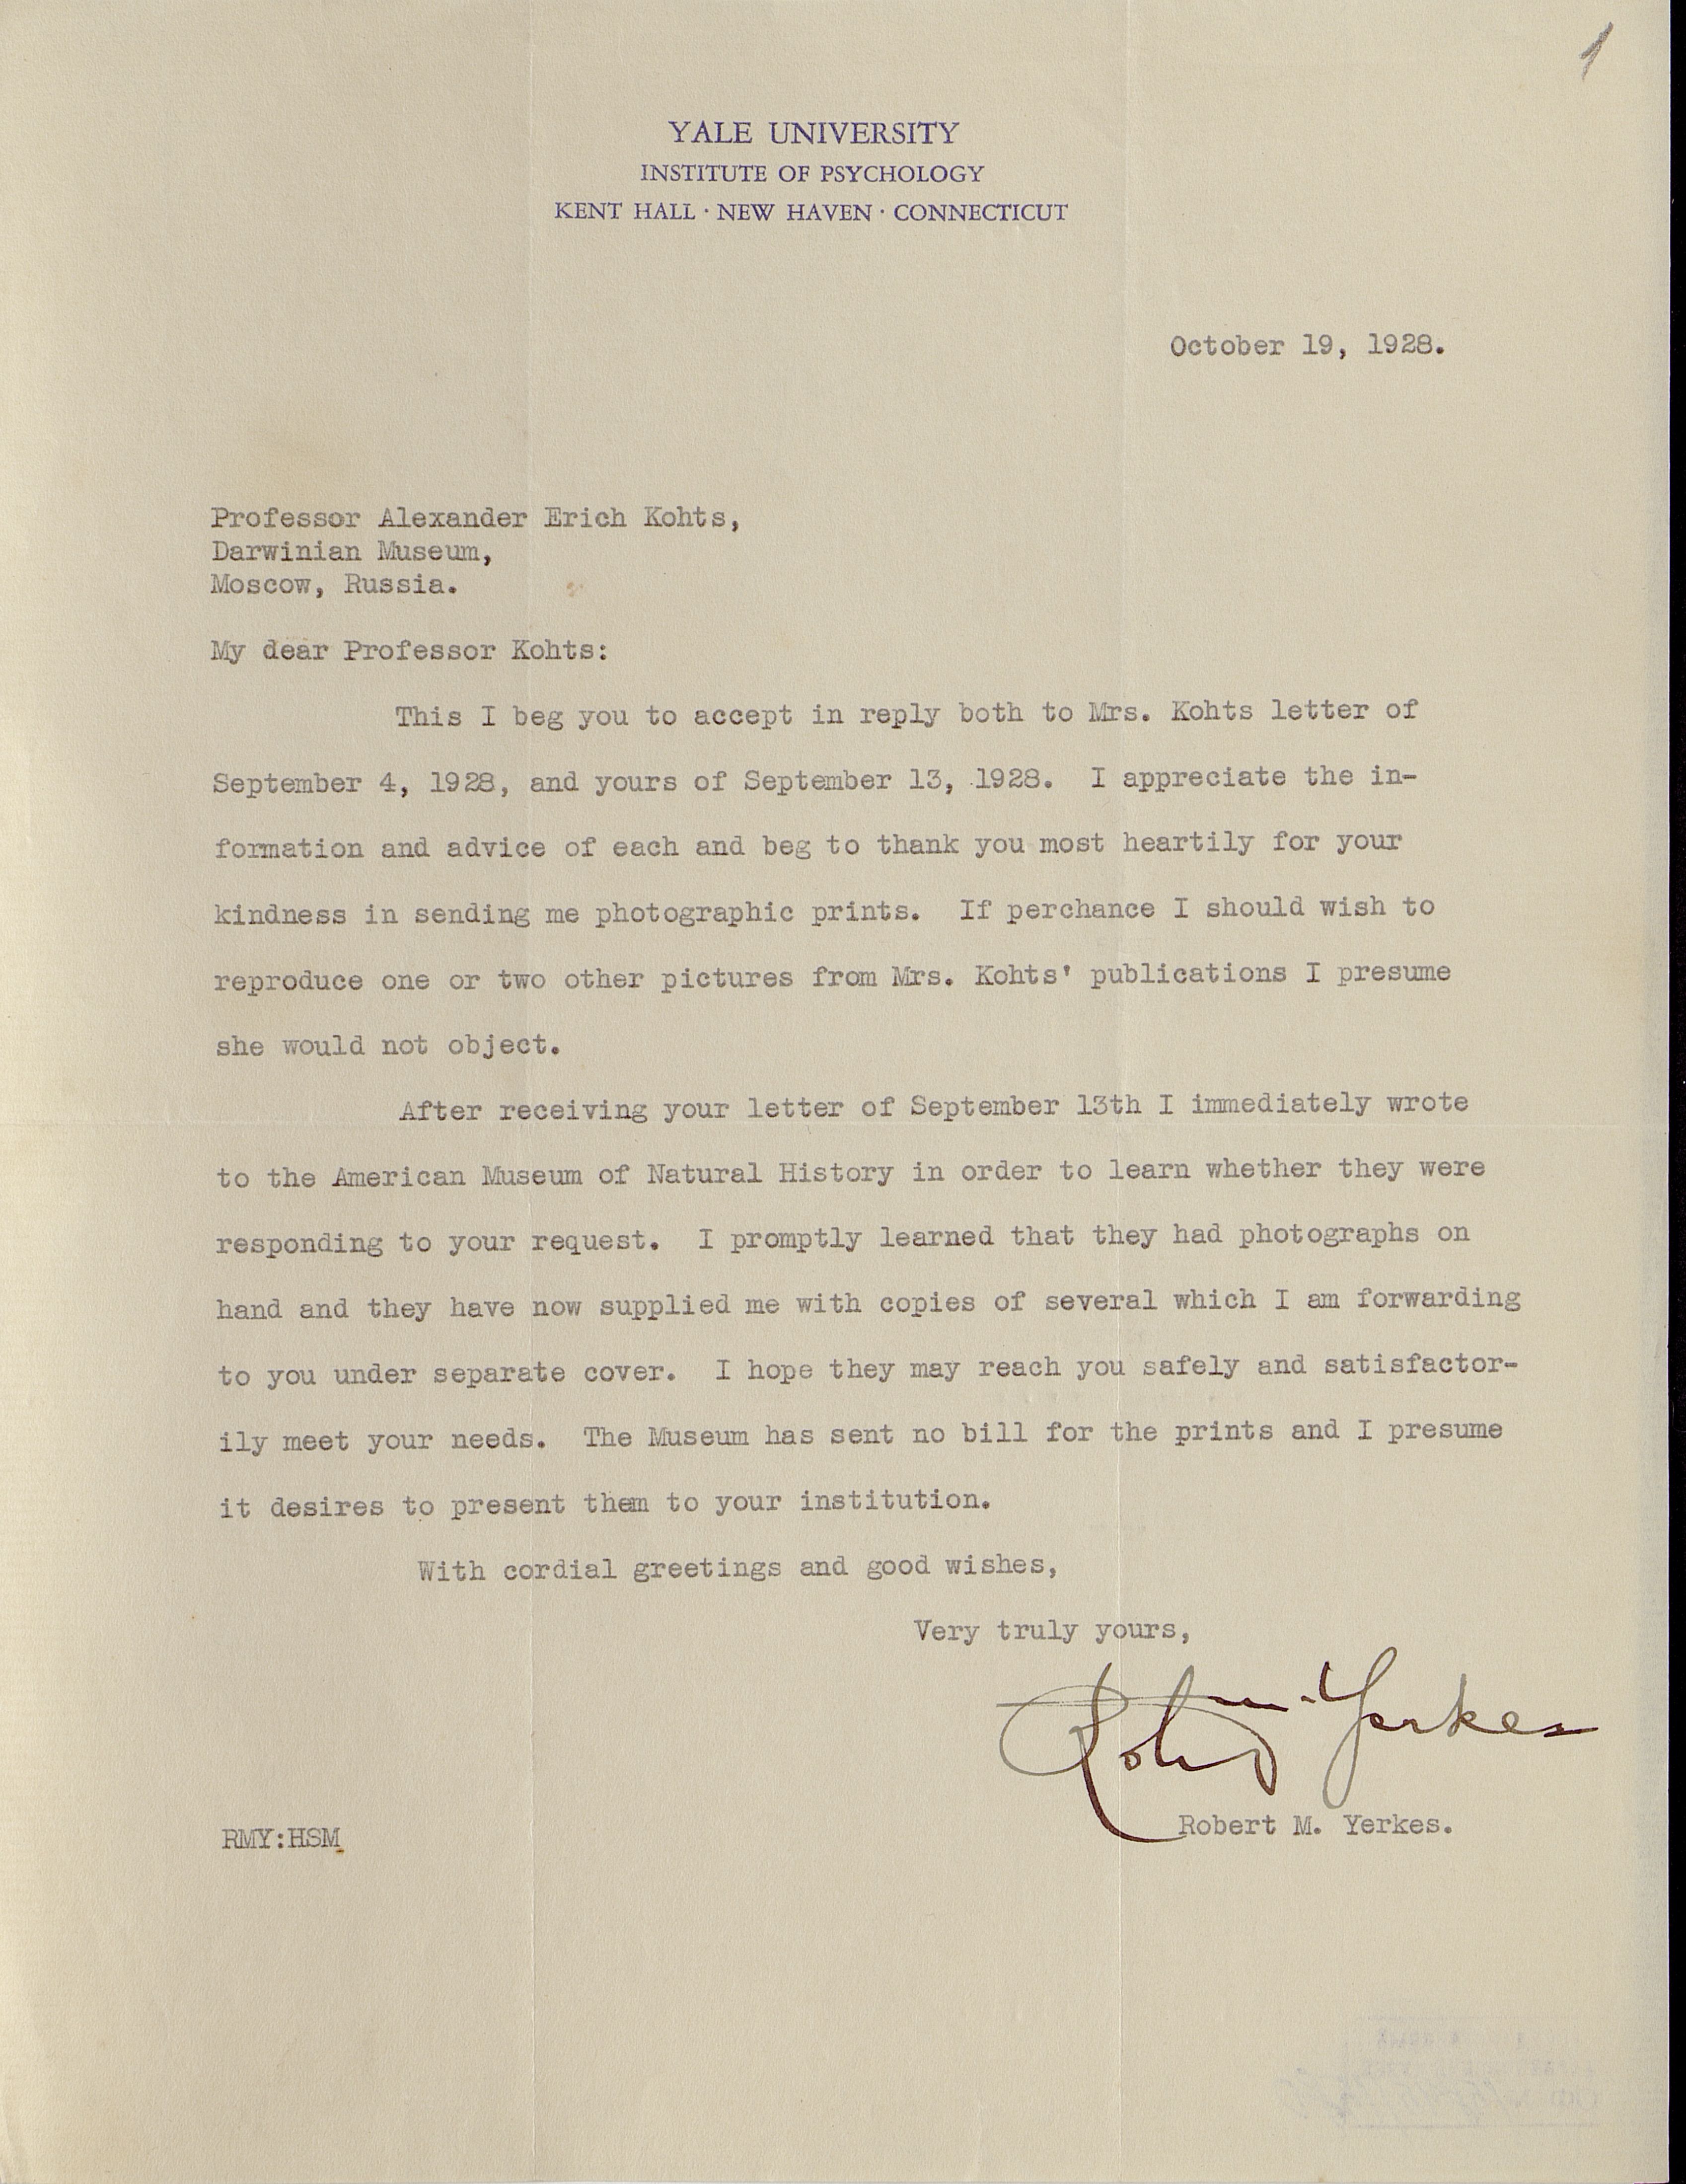 1
YALE UNIVERSITY
INSTITUTE OF PSYCHOLOGY
KENT HALL · NEW HAVEN · CONNECTICUT
October 19, 1928.
Professor Alexander Erich Kohts,
Darwinian Museum,
Moscow, Russia.
My dear Professor Kohts:
This I beg you to accept in reply both to Mrs. Kohts letter of
September 4, 1928, and yours of September 13, 1928. I appreciate the in-
formation and advice of each and beg to thank you most heartily for your
kindness in sending me photographic prints. If perchance I should wish to
reproduce one or two other pictures from Mrs. Kohts' publications I presume
she would not object.
After receiving your letter of September 13th I immediately wrote
to the American Museum of Natural History in order to learn whether they were
responding to your request. I promptly learned that they had photographs on
hand and they have now supplied me with copies of several which I am forwarding
to you under separate cover. I hope they may reach you safely and satisfactor-
ily meet your needs. The Museum has sent no bill for the prints and I presume
it desires to present them to your institution.
With cordial greetings and good wishes,
Very truly yours,
Robt M. Yerkes
Robert M. Yerkes.
RMY:HSM